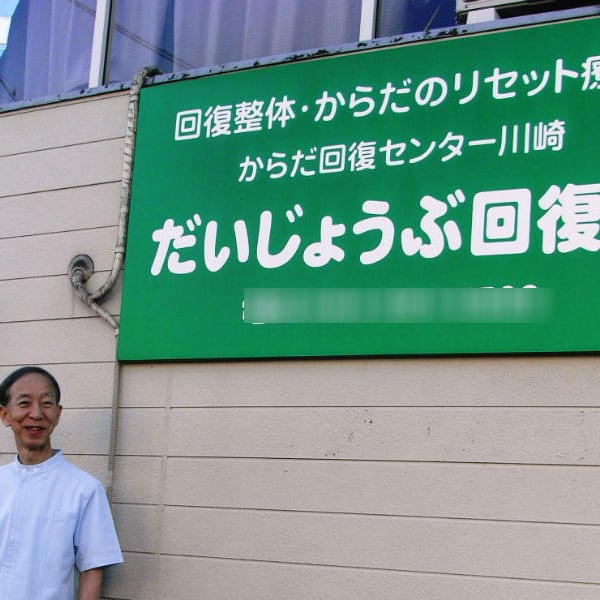 回復整体・からだのリセット療
からだ回復センター川崎
だいじょうぶ回復